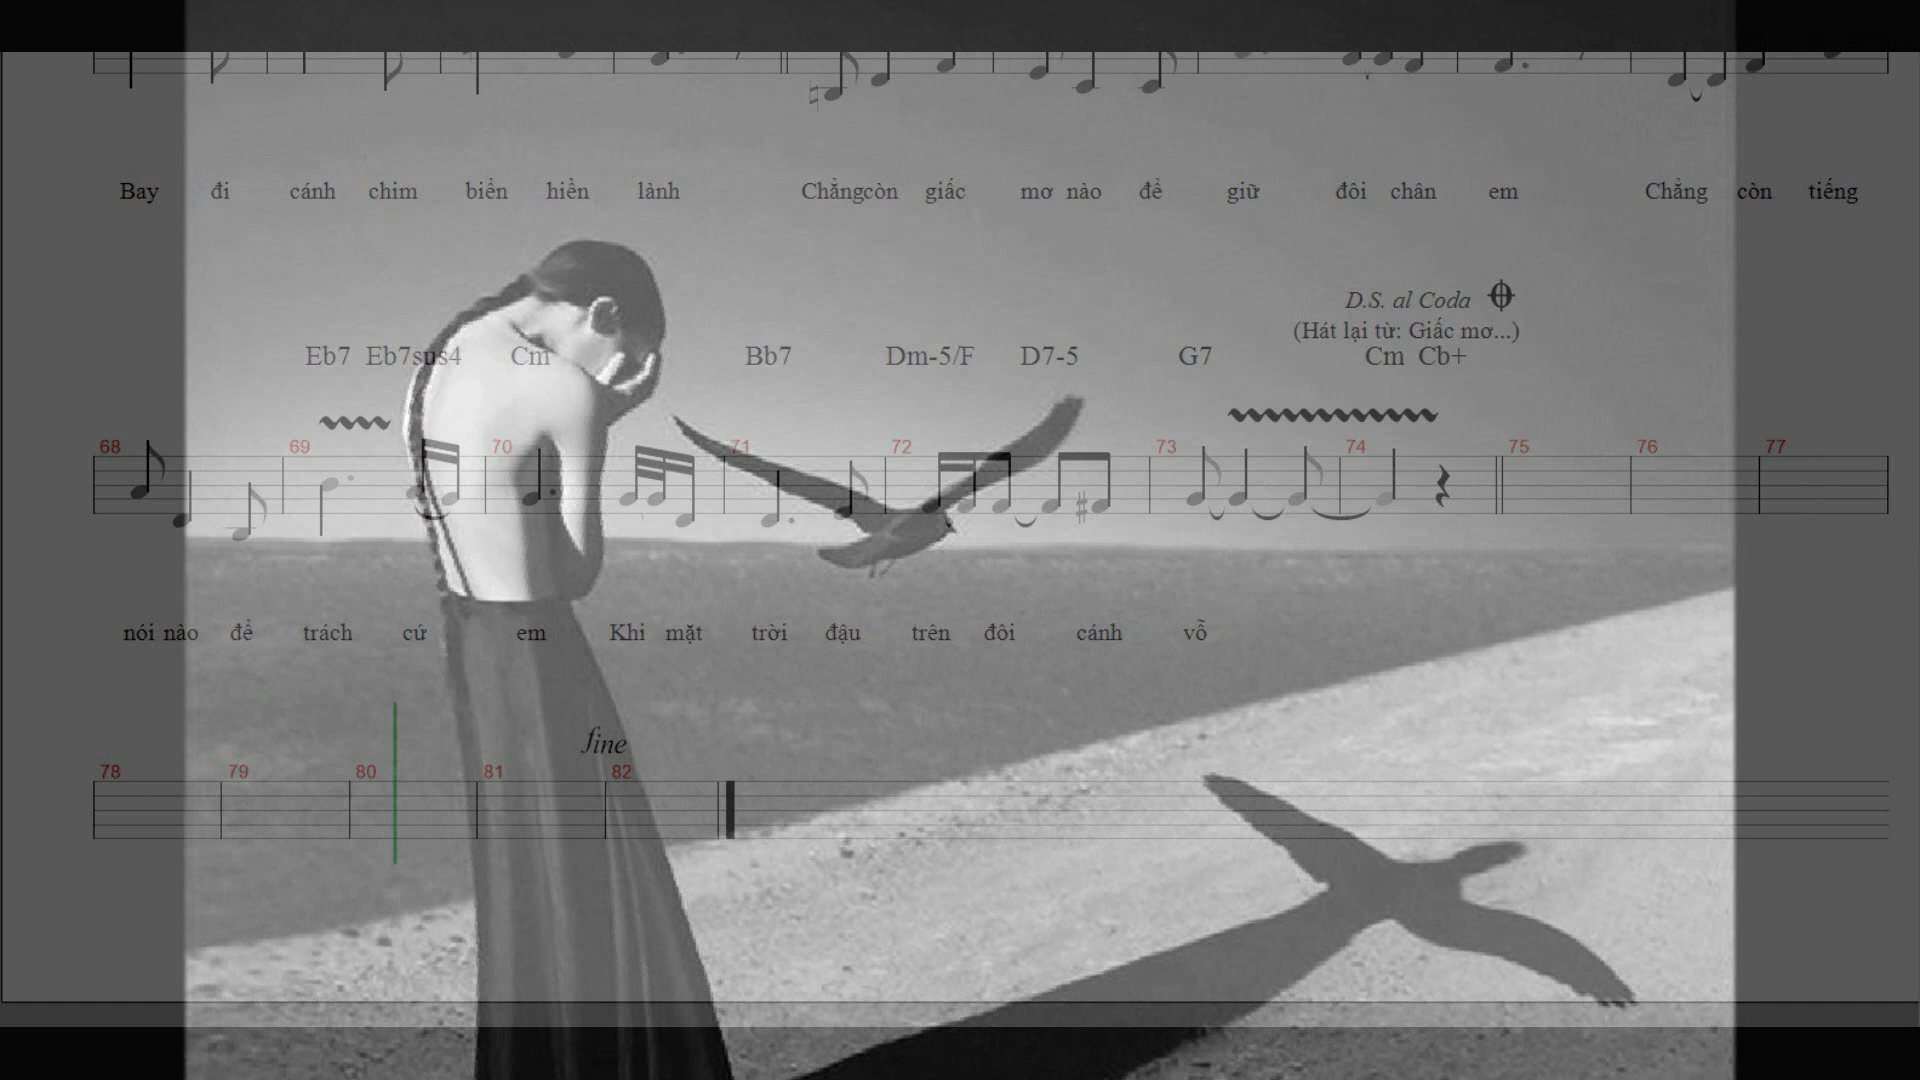 Bay đi cánh chim biển hiền lành Chẳngcòn giấc mơ nào để giữ đôi chân em Chẳng còn tiếng
D.S. al Coda
(Hát lại từ: Giấc mơ...)
Eb7 Eb7sus4 Cm Bb7 Dm-5/F D7-5 G7 Cm Cb+
68 69 70 71 72 73 74 75 76 77
nói nào để trách cứ em Khi mặt trời đậu trên đôi cánh vỗ
fine
78 79 80 81 82